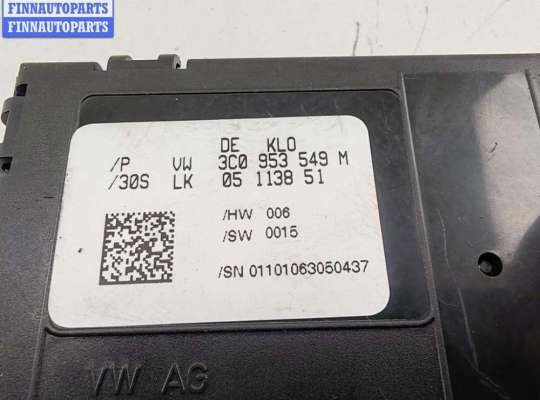 FINNAUTOPARTS
FINNAUTOPARTS
DE KLO
/P VW 3C0 953 549 M
/30S LK 05 1138 51
/HW 006
/SW 0015
/SN 01101063050437
VW AG